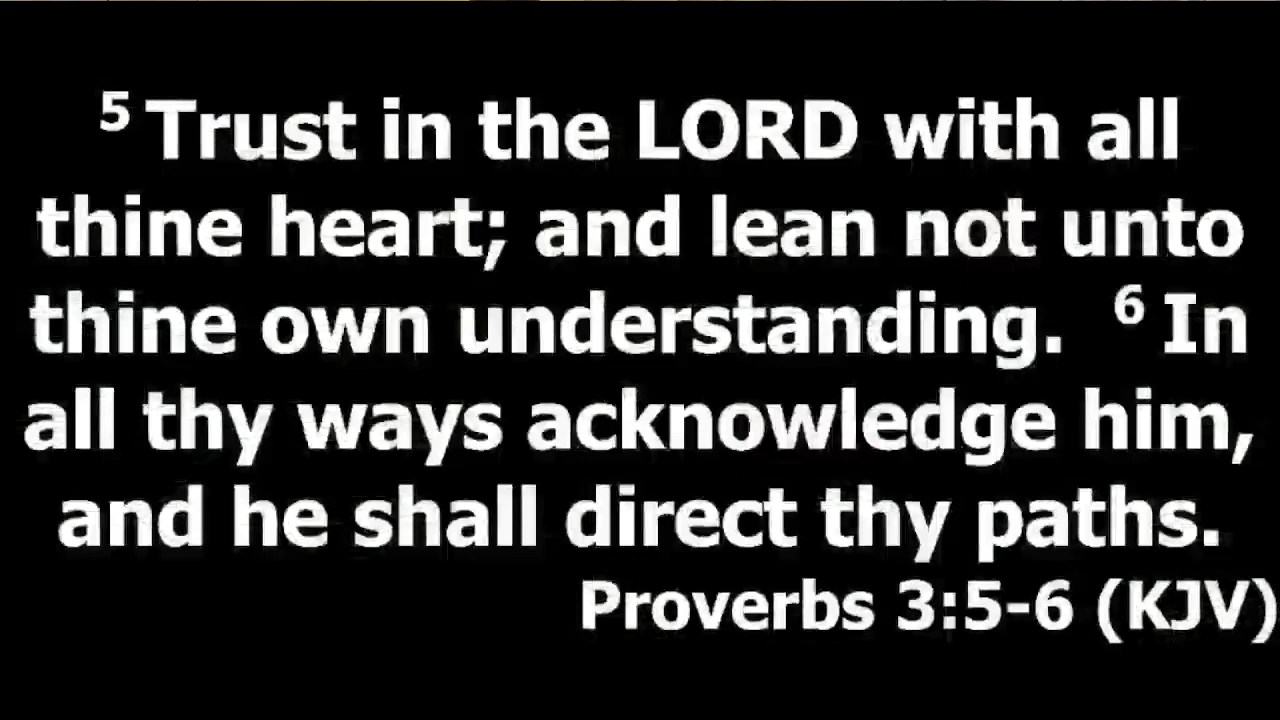 5 Trust in the LORD with all
thine heart; and lean not unto
thine own understanding. 6 In
all thy ways acknowledge him,
and he shall direct thy paths.
Proverbs 3:5-6 (KJV)